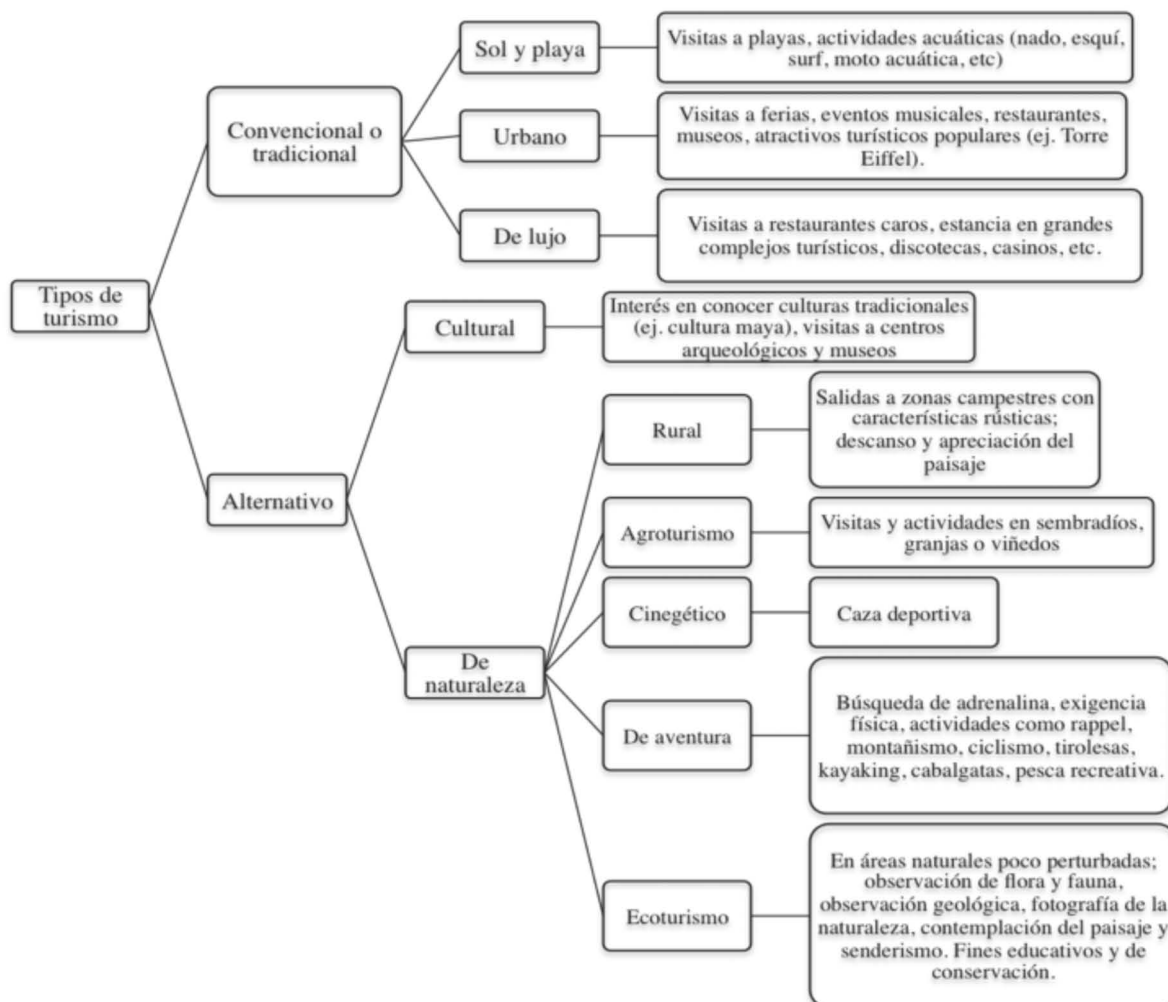 Tipos de
turismo
Convencional o
tradicional
Sol y playa
Visitas a playas, actividades acuáticas (nado, esquí,
surf, moto acuática, etc)
Urbano
Visitas a ferias, eventos musicales, restaurantes,
museos, atractivos turísticos populares (ej. Torre
Eiffel).
De lujo
Visitas a restaurantes caros, estancia en grandes
complejos turísticos, discotecas, casinos, etc.
Alternativo
Cultural
Interés en conocer culturas tradicionales
(ej. cultura maya), visitas a centros
arqueológicos y museos
De
naturaleza
Rural
Salidas a zonas campestres con
características rústicas;
descanso y apreciación del
paisaje
Agroturismo
Visitas y actividades en sembradíos,
granjas o viñedos
Cinegético
Caza deportiva
De aventura
Búsqueda de adrenalina, exigencia
física, actividades como rappel,
montañismo, ciclismo, tirolesas,
kayaking, cabalgatas, pesca recreativa.
Ecoturismo
En áreas naturales poco perturbadas;
observación de flora y fauna,
observación geológica, fotografía de la
naturaleza, contemplación del paisaje y
senderismo. Fines educativos y de
conservación.